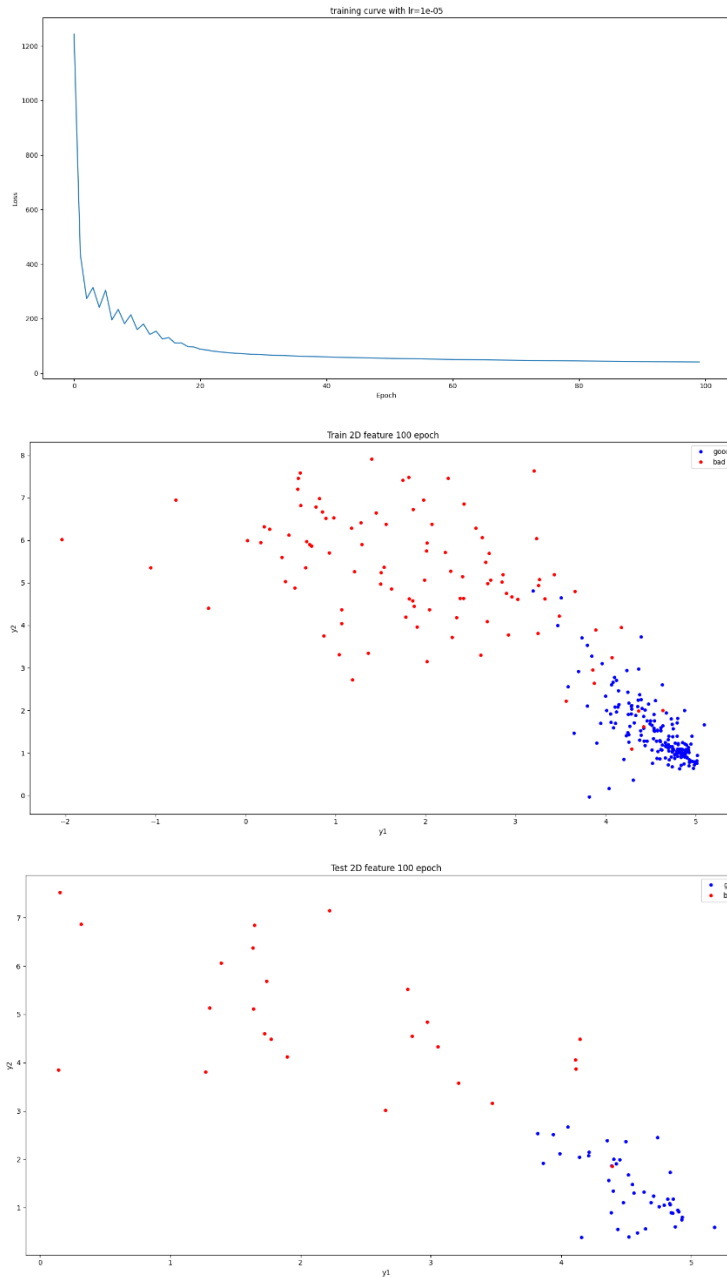 training curve with lr=1e-05
1200
1000
800
600
400
200
0
Loss
0 20 40 60 80 100
Epoch
Train 2D feature 100 epoch
good
bad
8
7
6
5
4
3
2
1
0
y2
−2 −1 0 1 2 3 4 5
y1
Test 2D feature 100 epoch
g
b
7
6
5
4
3
2
1
y2
0 1 2 3 4 5
y1